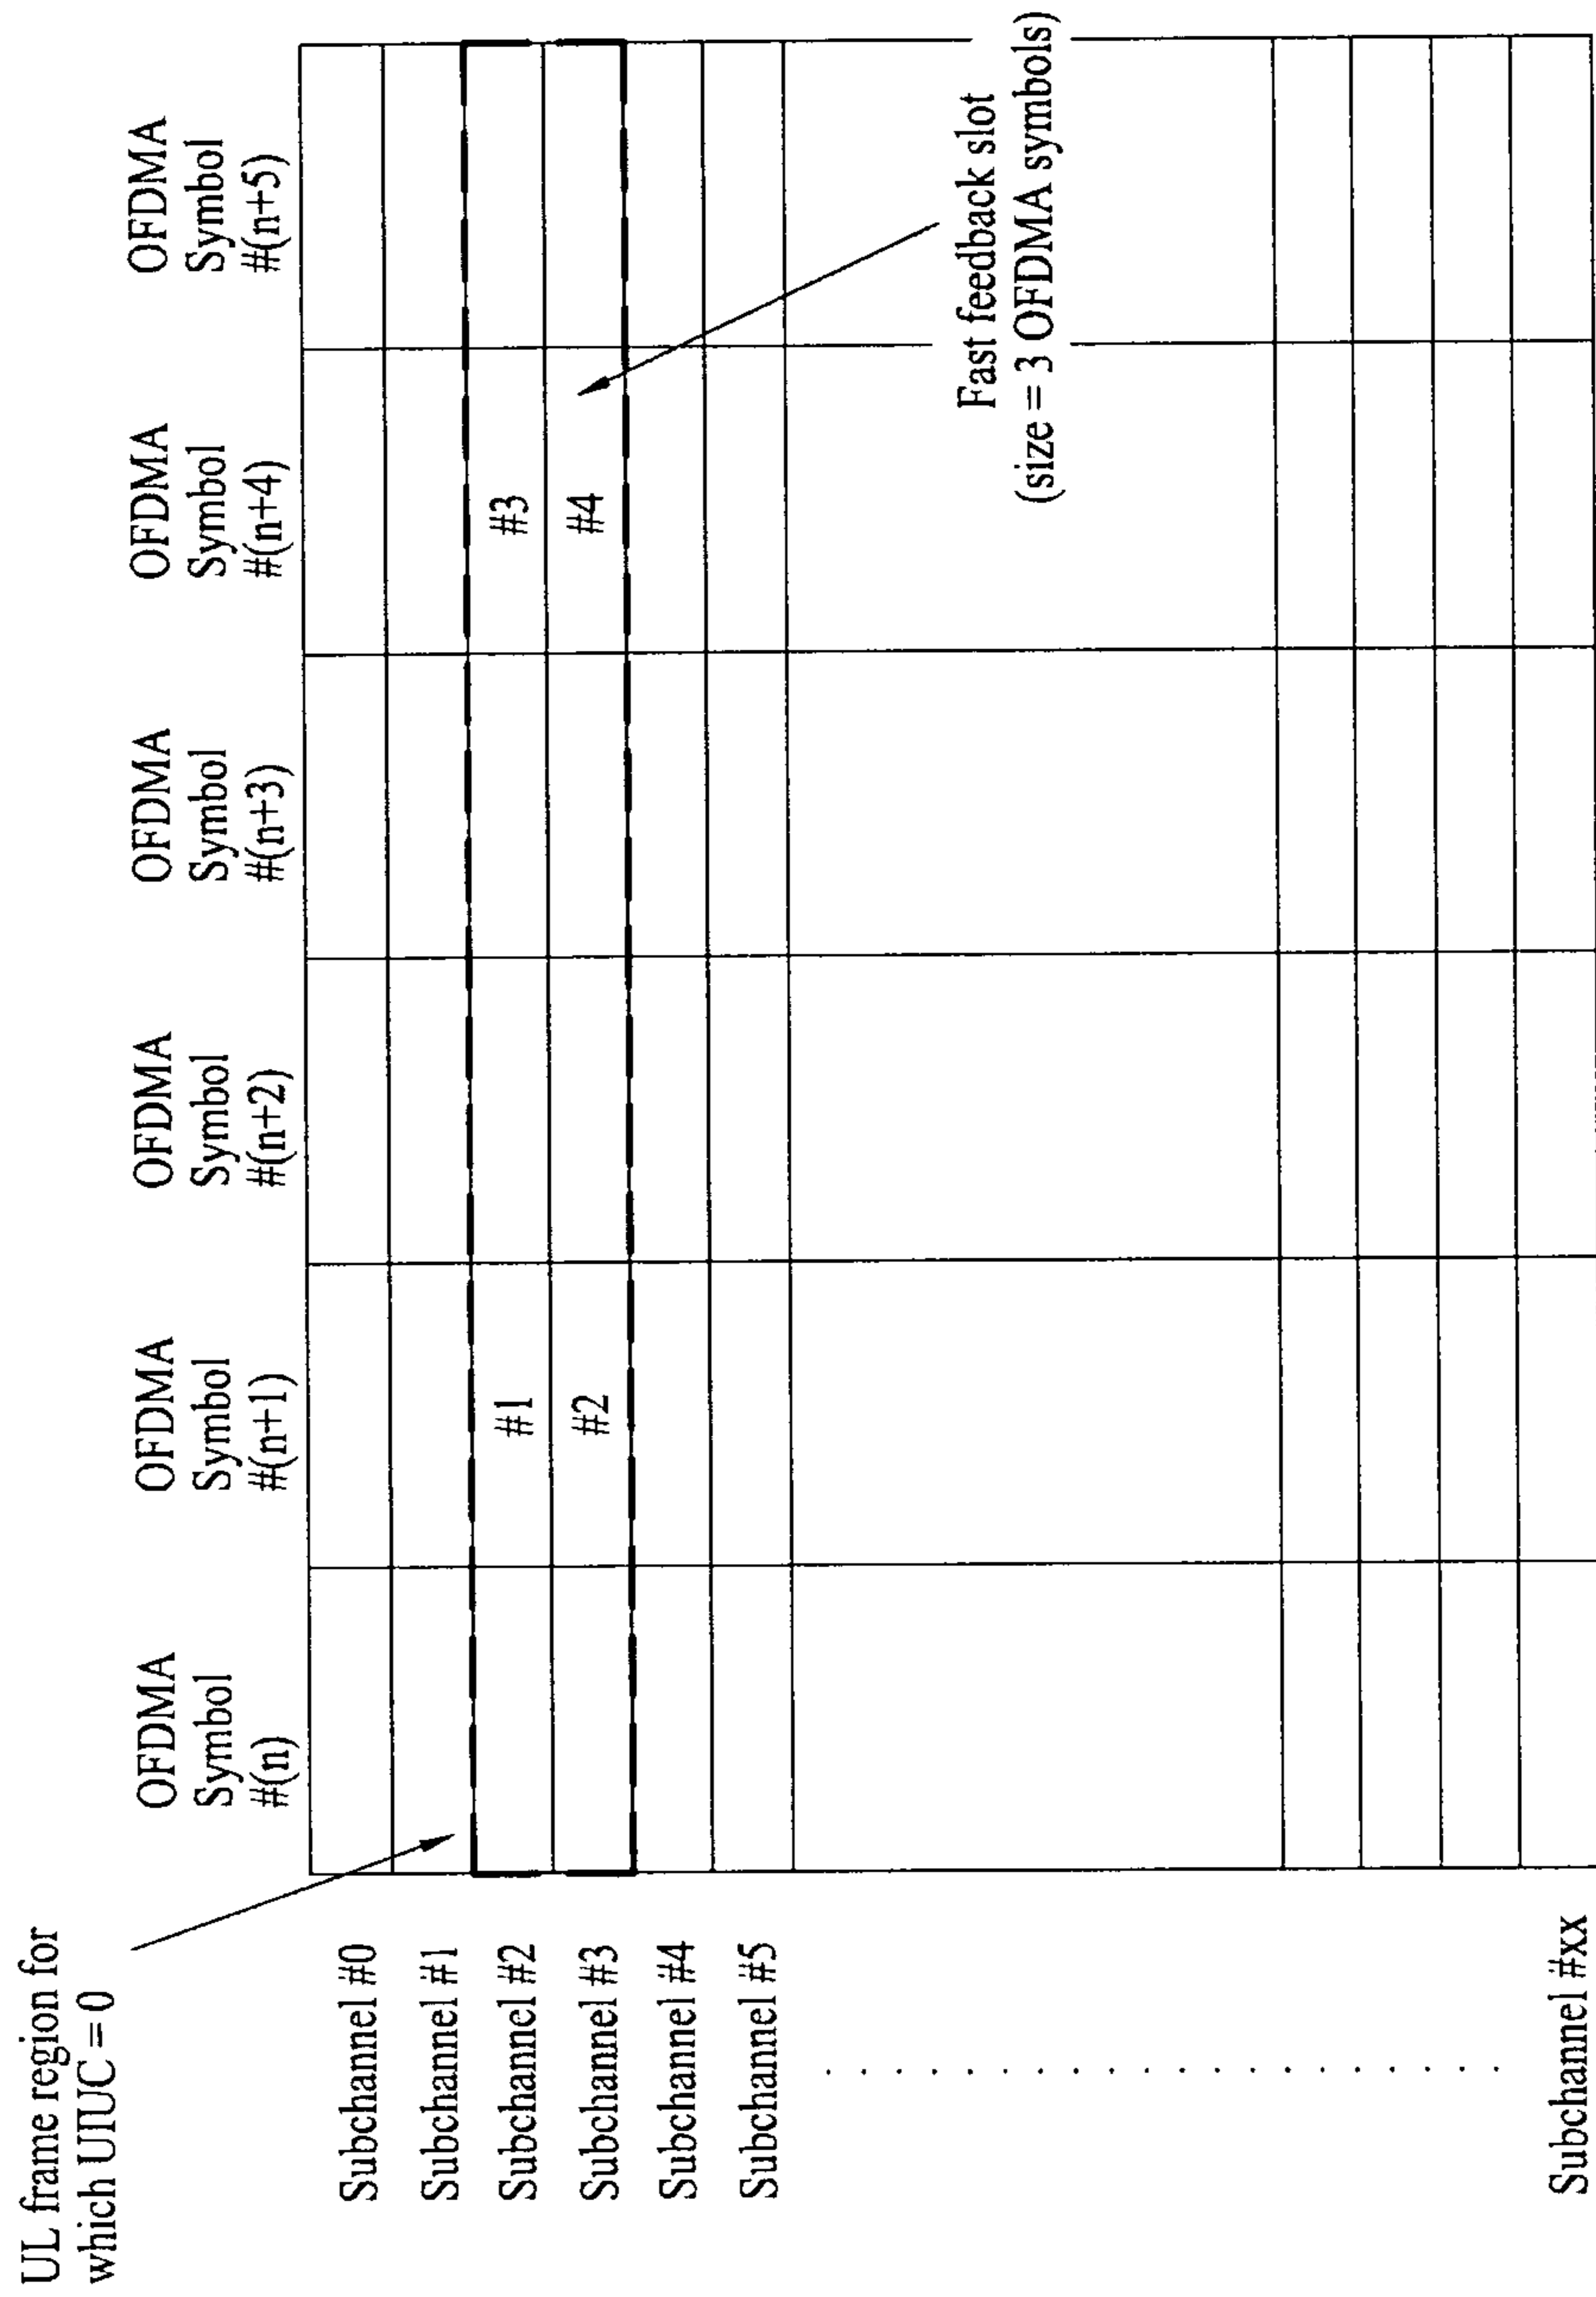 UL frame region for
which UIUC = 0
OFDMA
Symbol
#(n)
OFDMA
Symbol
#(n+1)
OFDMA
Symbol
#(n+2)
OFDMA
Symbol
#(n+3)
OFDMA
Symbol
#(n+4)
OFDMA
Symbol
#(n+5)
Subchannel #0
Subchannel #1
Subchannel #2
#1
#3
Subchannel #3
#2
#4
Subchannel #4
Subchannel #5
Fast feedback slot
(size = 3 OFDMA symbols)
Subchannel #xx